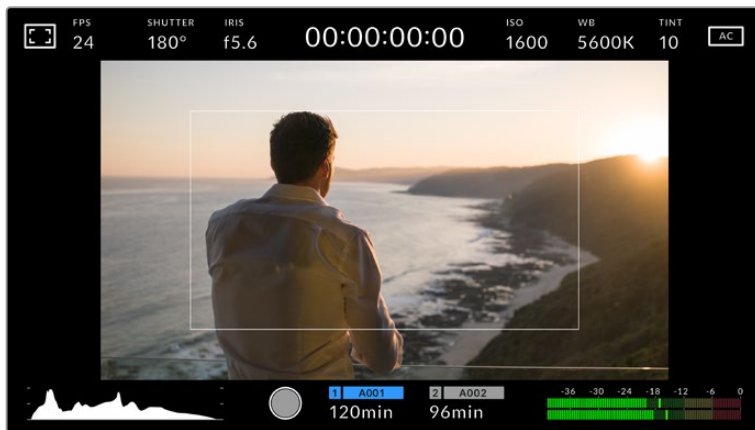 FPS SHUTTER IRIS ISO WB TINT
24 180° f5.6 00:00:00:00 1600 5600K 10 AC
1 A001 2 A002 -36 -30 -24 -18 -12 -6 0
120min 96min